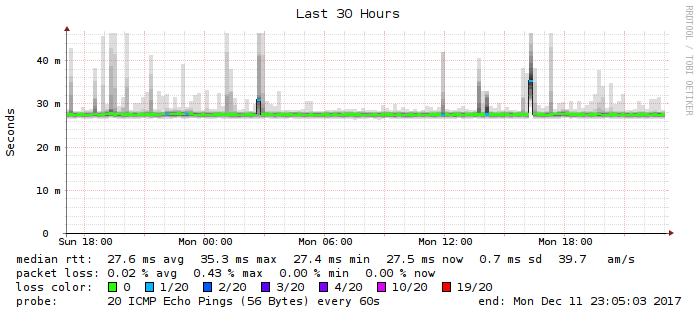 Last 30 Hours
RRDTOOL / TOBI OETIKER
Seconds
40 m
30 m
20 m
10 m
0
Sun 18:00 Mon 00:00 Mon 06:00 Mon 12:00 Mon 18:00
median rtt: 27.6 ms avg 35.3 ms max 27.4 ms min 27.5 ms now 0.7 ms sd 39.7 am/s
packet loss: 0.02 % avg 0.43 % max 0.00 % min 0.00 % now
loss color: 0 1/20 2/20 3/20 4/20 10/20 19/20
probe: 20 ICMP Echo Pings (56 Bytes) every 60s end: Mon Dec 11 23:05:03 2017